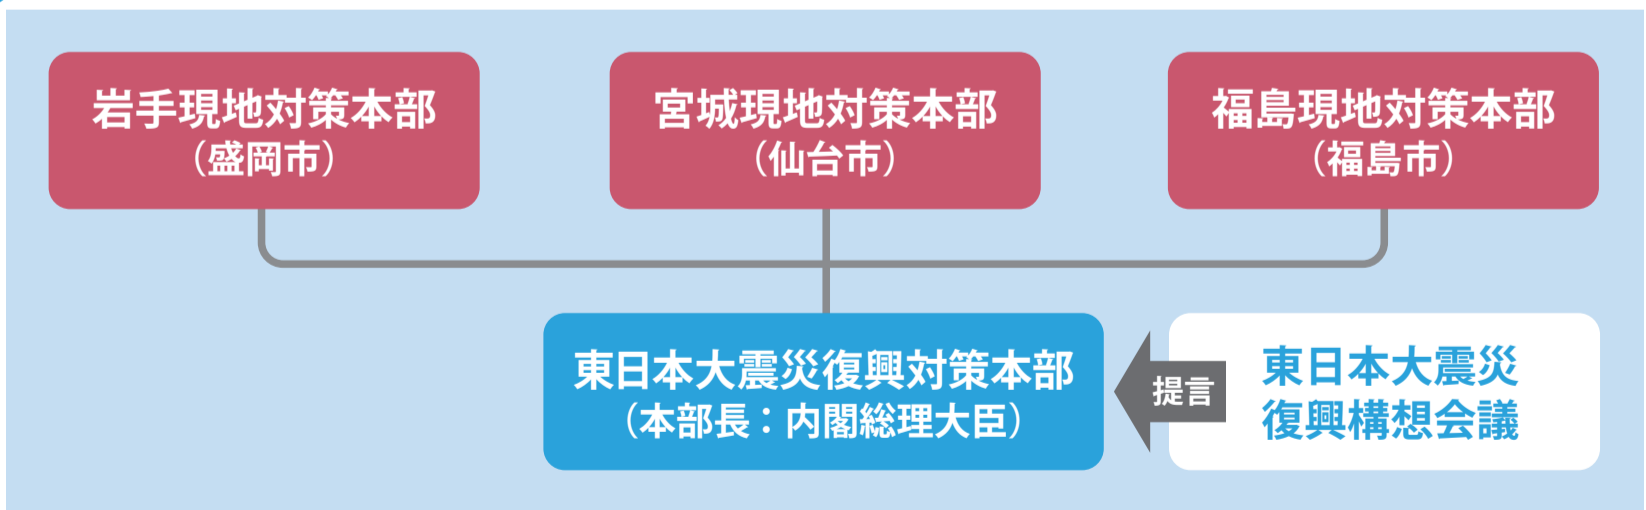 岩手現地対策本部
（盛岡市）
宮城現地対策本部
（仙台市）
福島現地対策本部
（福島市）
東日本大震災復興対策本部
（本部長：内閣総理大臣）
提言
東日本大震災
復興構想会議